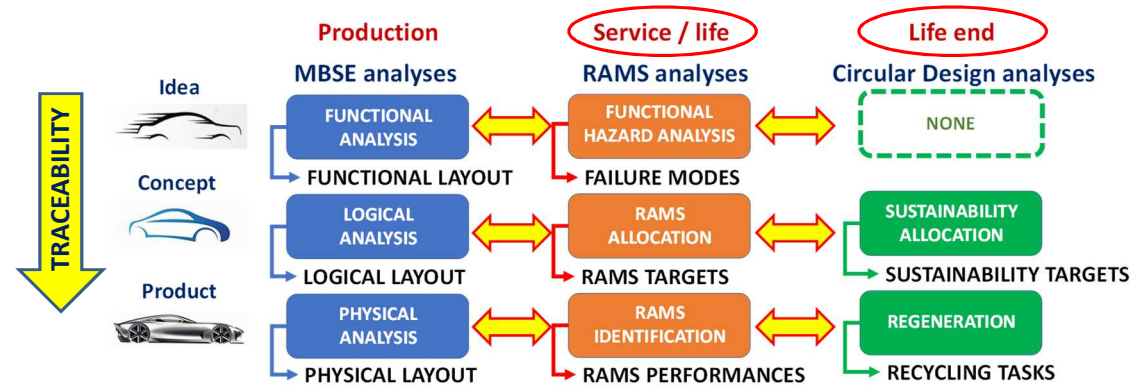 Production
Service / life
Life end
MBSE analyses
RAMS analyses
Circular Design analyses
TRACEABILITY
Idea
FUNCTIONAL
ANALYSIS
FUNCTIONAL
HAZARD ANALYSIS
NONE
FUNCTIONAL LAYOUT
FAILURE MODES
Concept
LOGICAL
ANALYSIS
RAMS
ALLOCATION
SUSTAINABILITY
ALLOCATION
LOGICAL LAYOUT
RAMS TARGETS
SUSTAINABILITY TARGETS
Product
PHYSICAL
ANALYSIS
RAMS
IDENTIFICATION
REGENERATION
PHYSICAL LAYOUT
RAMS PERFORMANCES
RECYCLING TASKS